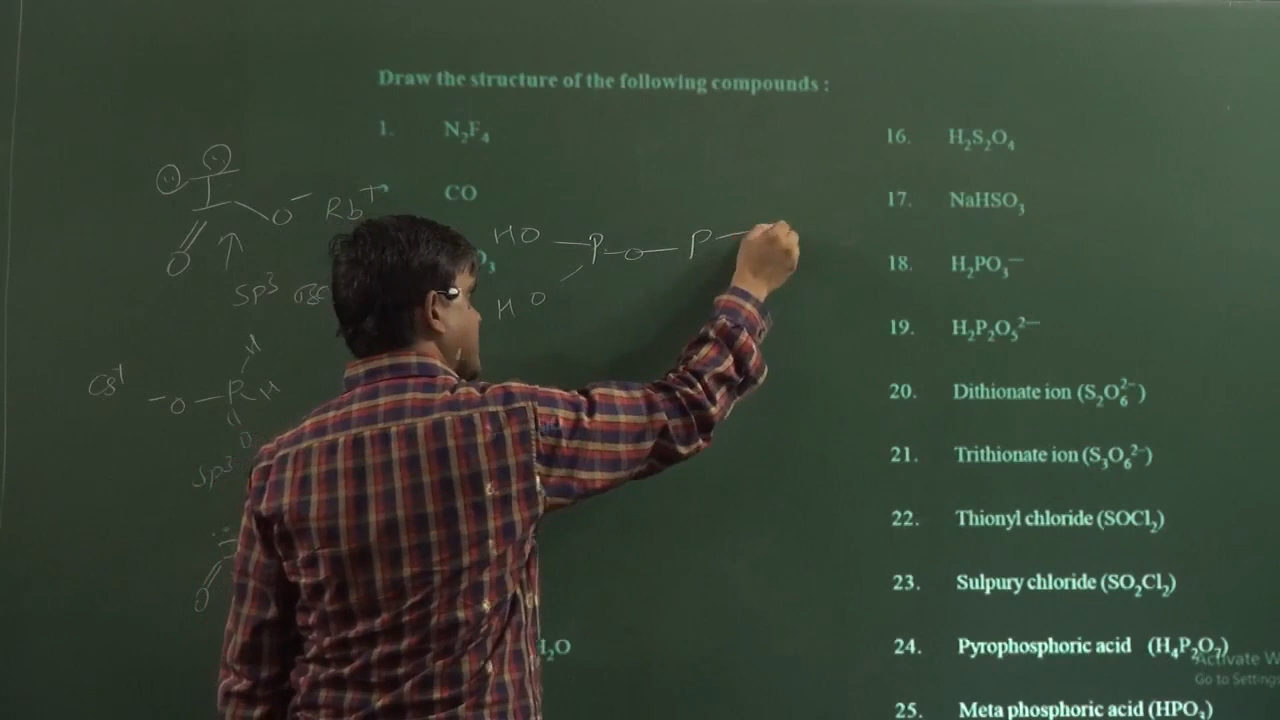 Draw the structure of the following compounds :
1. N₂F₄
CO
O₃
H₂O
16. H₂S₂O₄
17. NaHSO₃
18. H₂PO₃⁻
19. H₂P₂O₅²⁻
20. Dithionate ion (S₂O₆²⁻)
21. Trithionate ion (S₃O₆²⁻)
22. Thionyl chloride (SOCl₂)
23. Sulpury chloride (SO₂Cl₂)
24. Pyrophosphoric acid (H₄P₂O₇)
25. Meta phosphoric acid (HPO₃)
Activate W
Go to Settings
O⁻ Rb⁺
O
SP³
H
Cs⁺ ⁻O — P H
O
SP³
O
HO — P — O — P —
HO